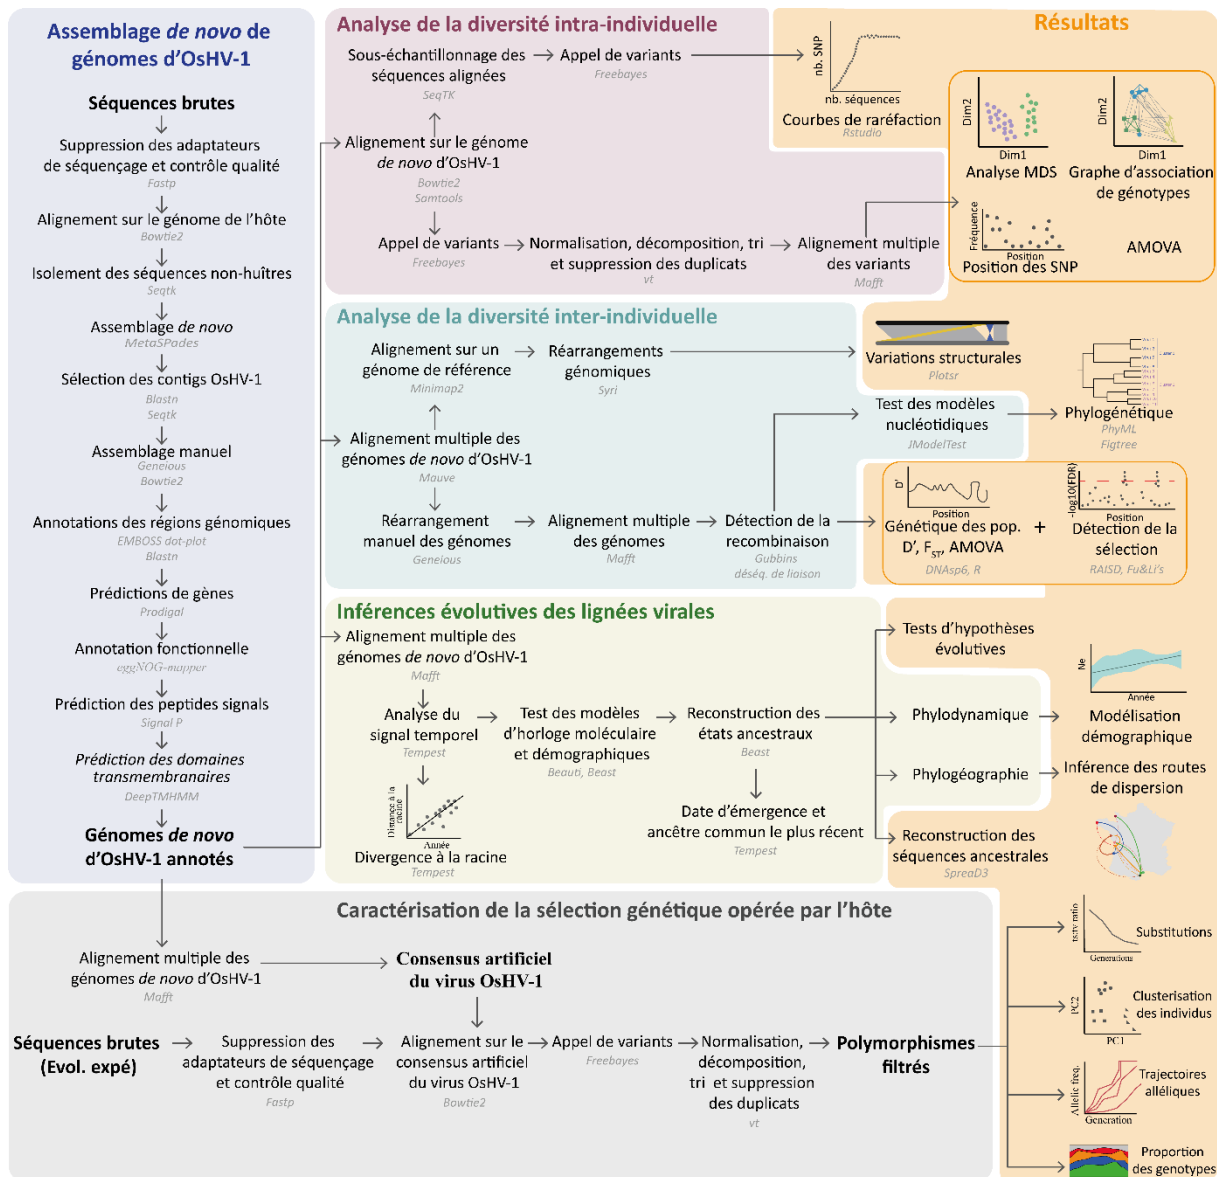 Assemblage de novo de
génomes d'OsHV-1
Séquences brutes
Suppression des adaptateurs
de séquençage et contrôle qualité
Fastp
Alignement sur le génome de l'hôte
Bowtie2
Isolement des séquences non-huîtres
Seqtk
Assemblage de novo
MetaSPades
Sélection des contigs OsHV-1
Blastn
Seqtk
Assemblage manuel
Geneious
Bowtie2
Annotations des régions génomiques
EMBOSS dot-plot
Blastn
Prédictions de gènes
Prodigal
Annotation fonctionnelle
eggNOG-mapper
Prédiction des peptides signals
Signal P
Prédiction des domaines
transmembranaires
DeepTMHMM
Génomes de novo
d'OsHV-1 annotés
Analyse de la diversité intra-individuelle
Sous-échantillonnage des
séquences alignées
SeqTK
Appel de variants
Freebayes
Alignement sur le génome
de novo d'OsHV-1
Bowtie2
Samtools
Appel de variants
Freebayes
Normalisation, décomposition, tri
et suppression des duplicats
vt
Alignement multiple
des variants
Mafft
Résultats
nb. SNP
nb. séquences
Courbes de raréfaction
Rstudio
Dim2
Dim1
Analyse MDS
Dim2
Dim1
Graphe d'association
de génotypes
Fréquence
Position
Position des SNP
AMOVA
Analyse de la diversité inter-individuelle
Alignement sur un
génome de référence
Minimap2
Réarrangements
génomiques
Syri
Variations structurales
Plotsr
Alignement multiple des
génomes de novo d'OsHV-1
Mauve
Test des modèles
nucléotidiques
JModelTest
Phylogénétique
PhyML
Figtree
Réarrangement
manuel des génomes
Geneious
Alignement multiple
des génomes
Mafft
Détection de la
recombinaison
Gubbins
déséq. de liaison
D'
Position
Génétique des pop.
D', FST, AMOVA
DNAsp6, R
+
-log10(FDR)
Position
Détection de la
sélection
RAISD, Fu&Li's
Inférences évolutives des lignées virales
Alignement multiple des
génomes de novo d'OsHV-1
Mafft
Analyse du
signal temporel
Tempest
Test des modèles
d'horloge moléculaire
et démographiques
Beauti, Beast
Reconstruction des
états ancestraux
Beast
Distance à la
racine
Année
Divergence à la racine
Tempest
Date d'émergence et
ancêtre commun le plus récent
Tempest
Tests d'hypothèses
évolutives
Phylodynamique
Ne
Année
Modélisation
démographique
Phylogéographie
Inférence des routes
de dispersion
Reconstruction des
séquences ancestrales
SpreaD3
Caractérisation de la sélection génétique opérée par l'hôte
Alignement multiple des
génomes de novo d'OsHV-1
Mafft
Consensus artificiel
du virus OsHV-1
Séquences brutes
(Evol. expé)
Suppression des
adaptateurs de séquençage
et contrôle qualité
Fastp
Alignement sur le
consensus artificiel
du virus OsHV-1
Bowtie2
Appel de variants
Freebayes
Normalisation,
décomposition,
tri et suppression
des duplicats
vt
Polymorphismes
filtrés
ts:tv ratio
Generations
Substitutions
PC2
PC1
Clusterisation
des individus
Allelic freq.
Generation
Trajectoires
alléliques
Proportion
des genotypes